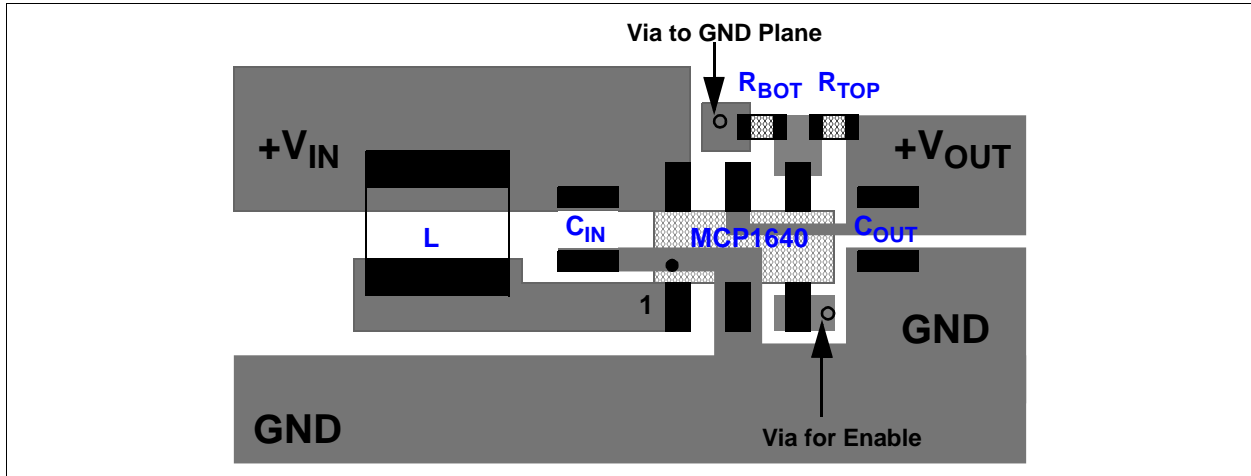 Via to GND Plane
RBOT RTOP
+VIN
+VOUT
L
CIN
MCP1640
COUT
1
GND
GND
Via for Enable